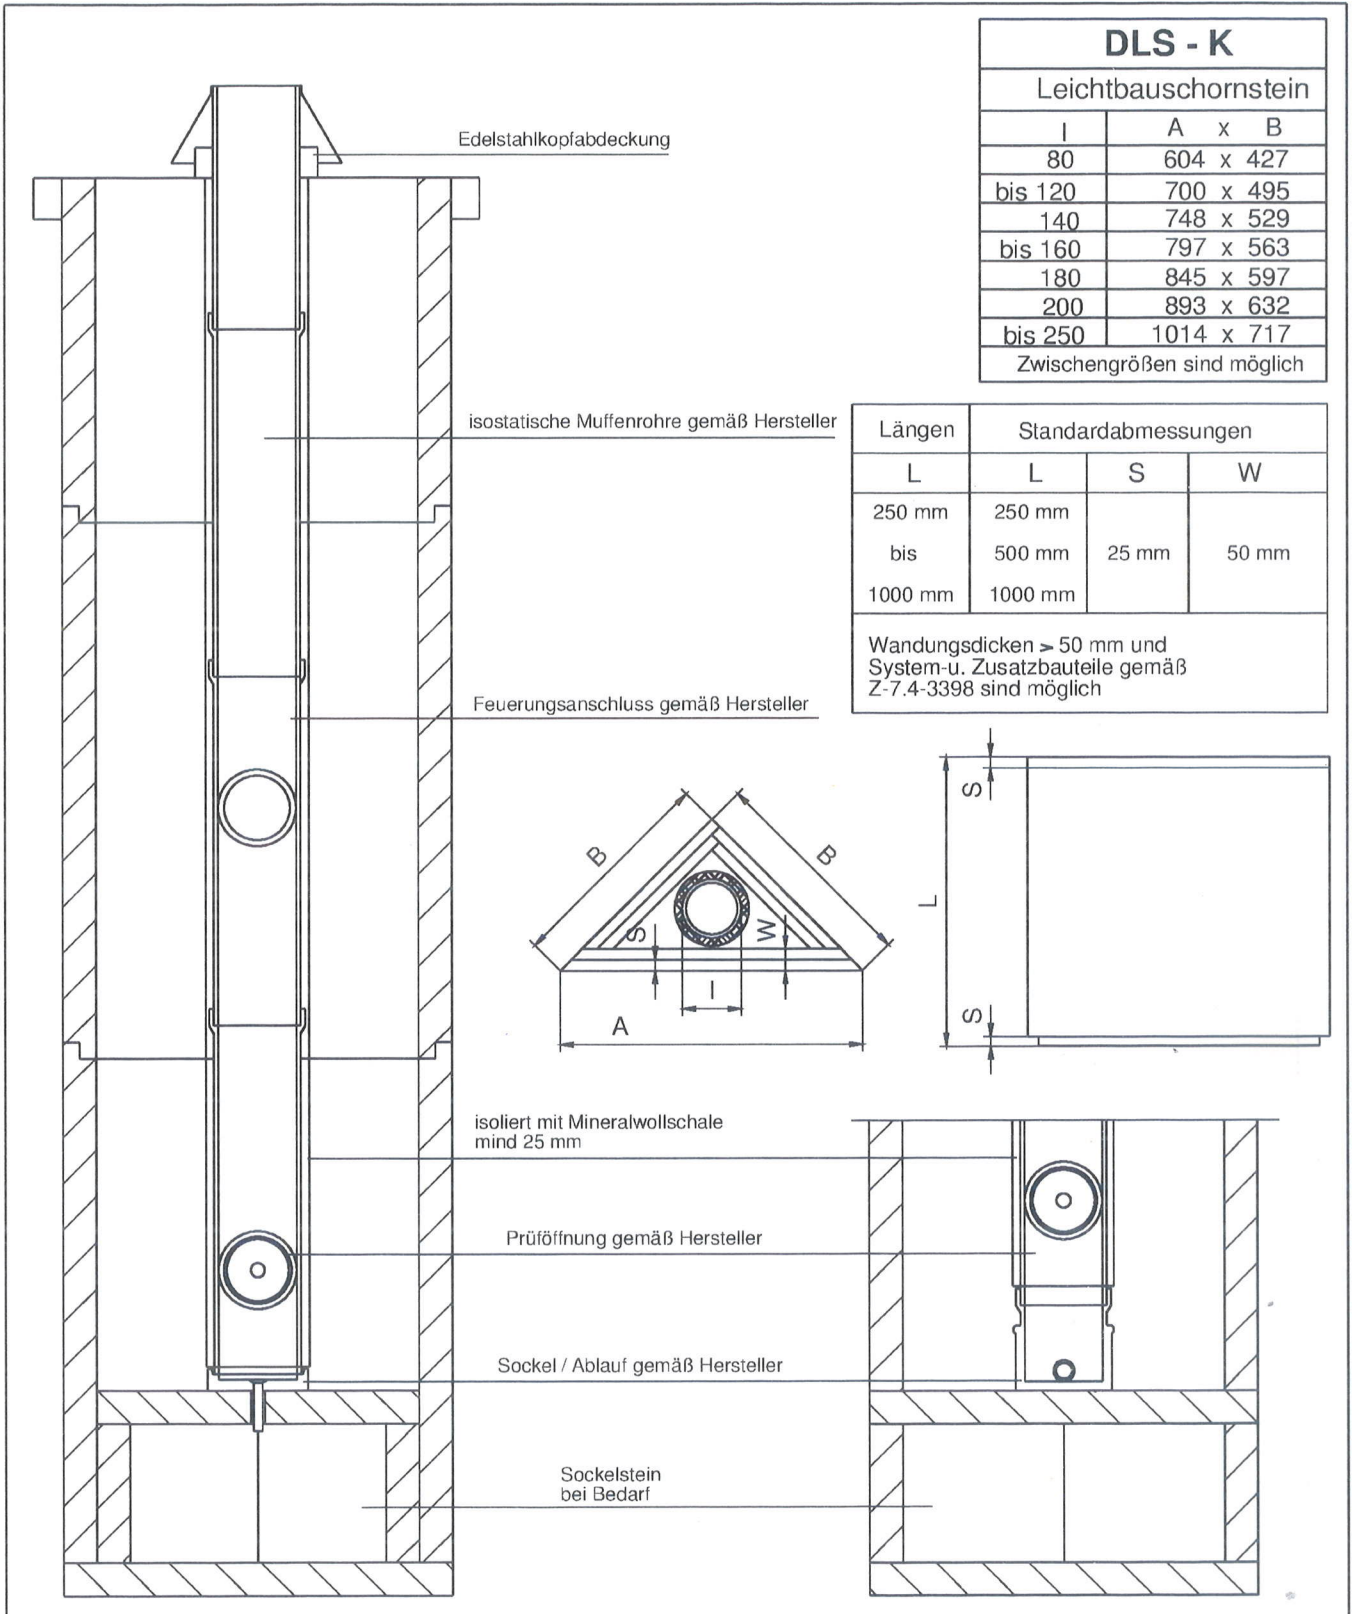 DLS - K
Leichtbauschornstein
I A x B
80 604 x 427
bis 120 700 x 495
140 748 x 529
bis 160 797 x 563
180 845 x 597
200 893 x 632
bis 250 1014 x 717
Zwischengrößen sind möglich
Edelstahlkopfabdeckung
isostatische Muffenrohre gemäß Hersteller
Längen Standardabmessungen
L L S W
250 mm 250 mm
bis 500 mm 25 mm 50 mm
1000 mm 1000 mm
Wandungsdicken > 50 mm und
System-u. Zusatzbauteile gemäß
Z-7.4-3398 sind möglich
Feuerungsanschluss gemäß Hersteller
B B
S W
I
A
S
L
S
isoliert mit Mineralwollschale
mind 25 mm
Prüföffnung gemäß Hersteller
Sockel / Ablauf gemäß Hersteller
Sockelstein
bei Bedarf